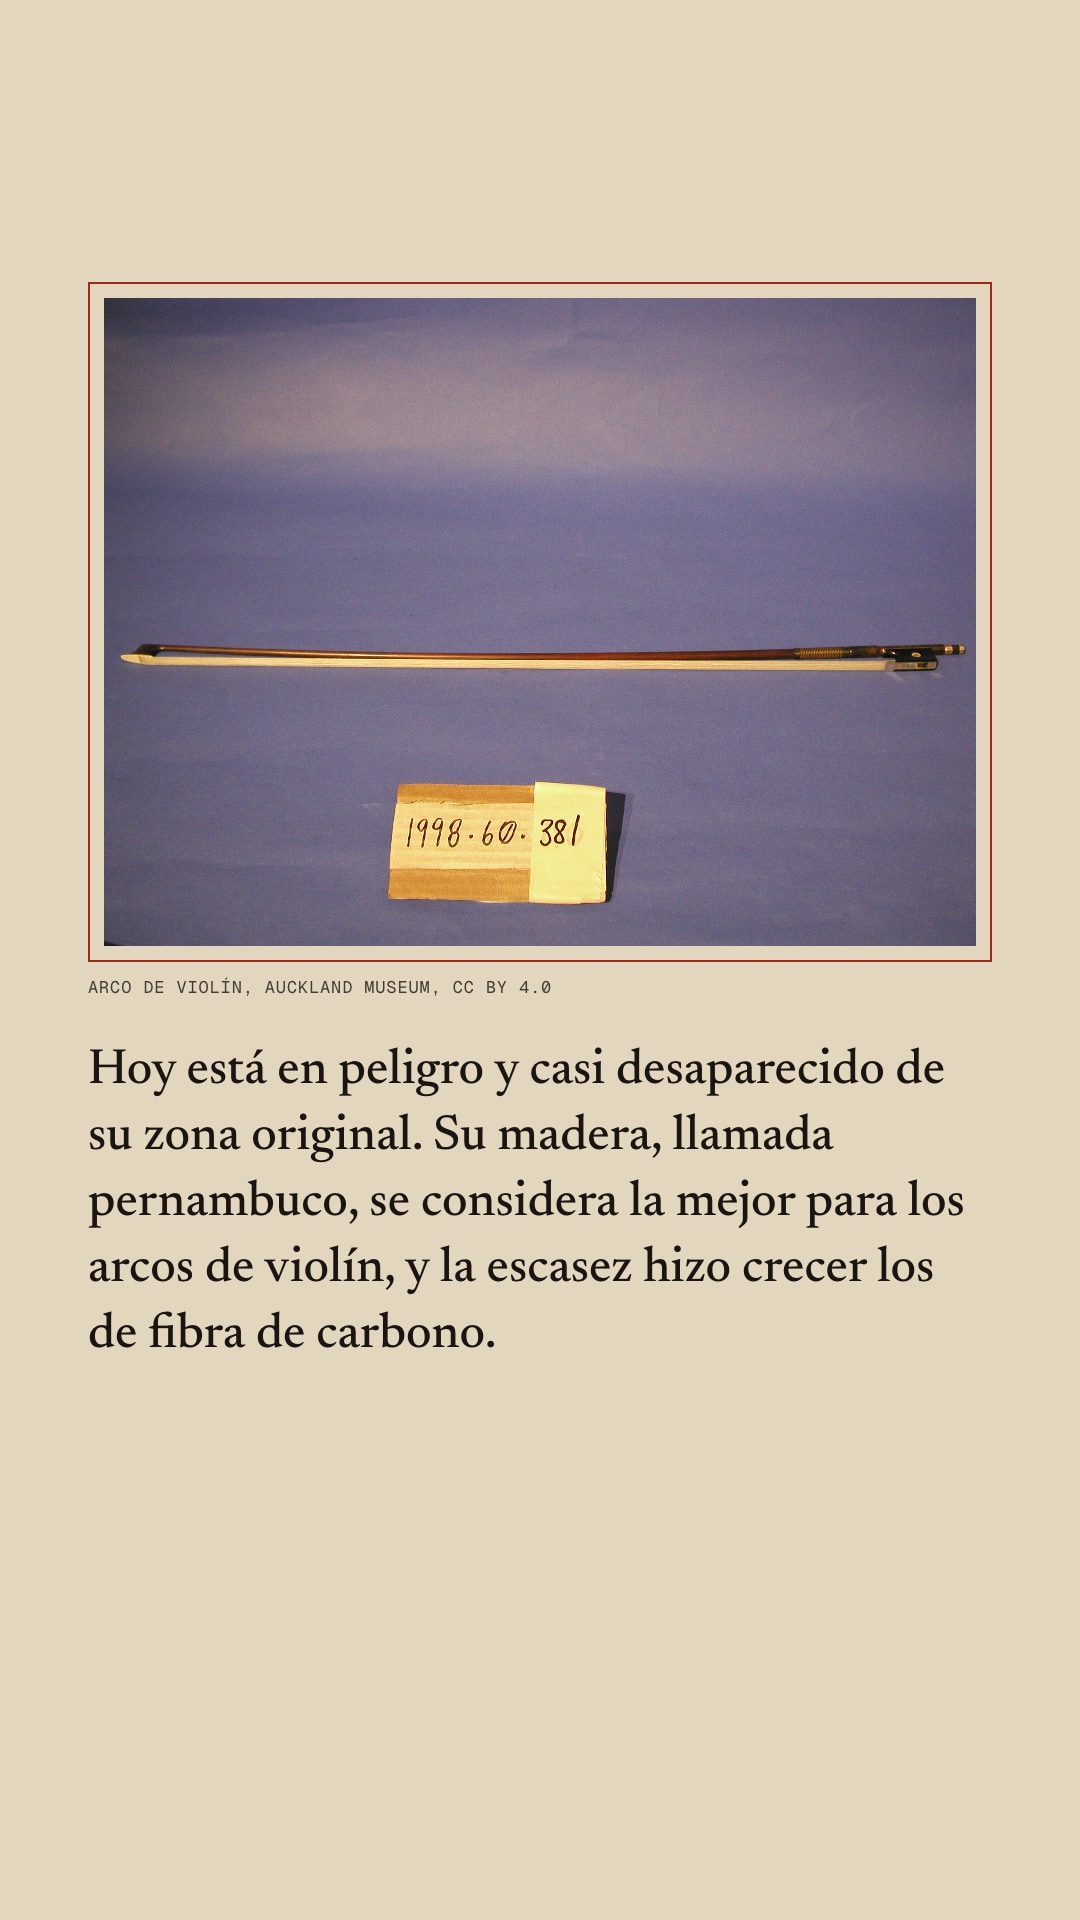 1998.60.381
ARCO DE VIOLÍN, AUCKLAND MUSEUM, CC BY 4.0
Hoy está en peligro y casi desaparecido de
su zona original. Su madera, llamada
pernambuco, se considera la mejor para los
arcos de violín, y la escasez hizo crecer los
de fibra de carbono.